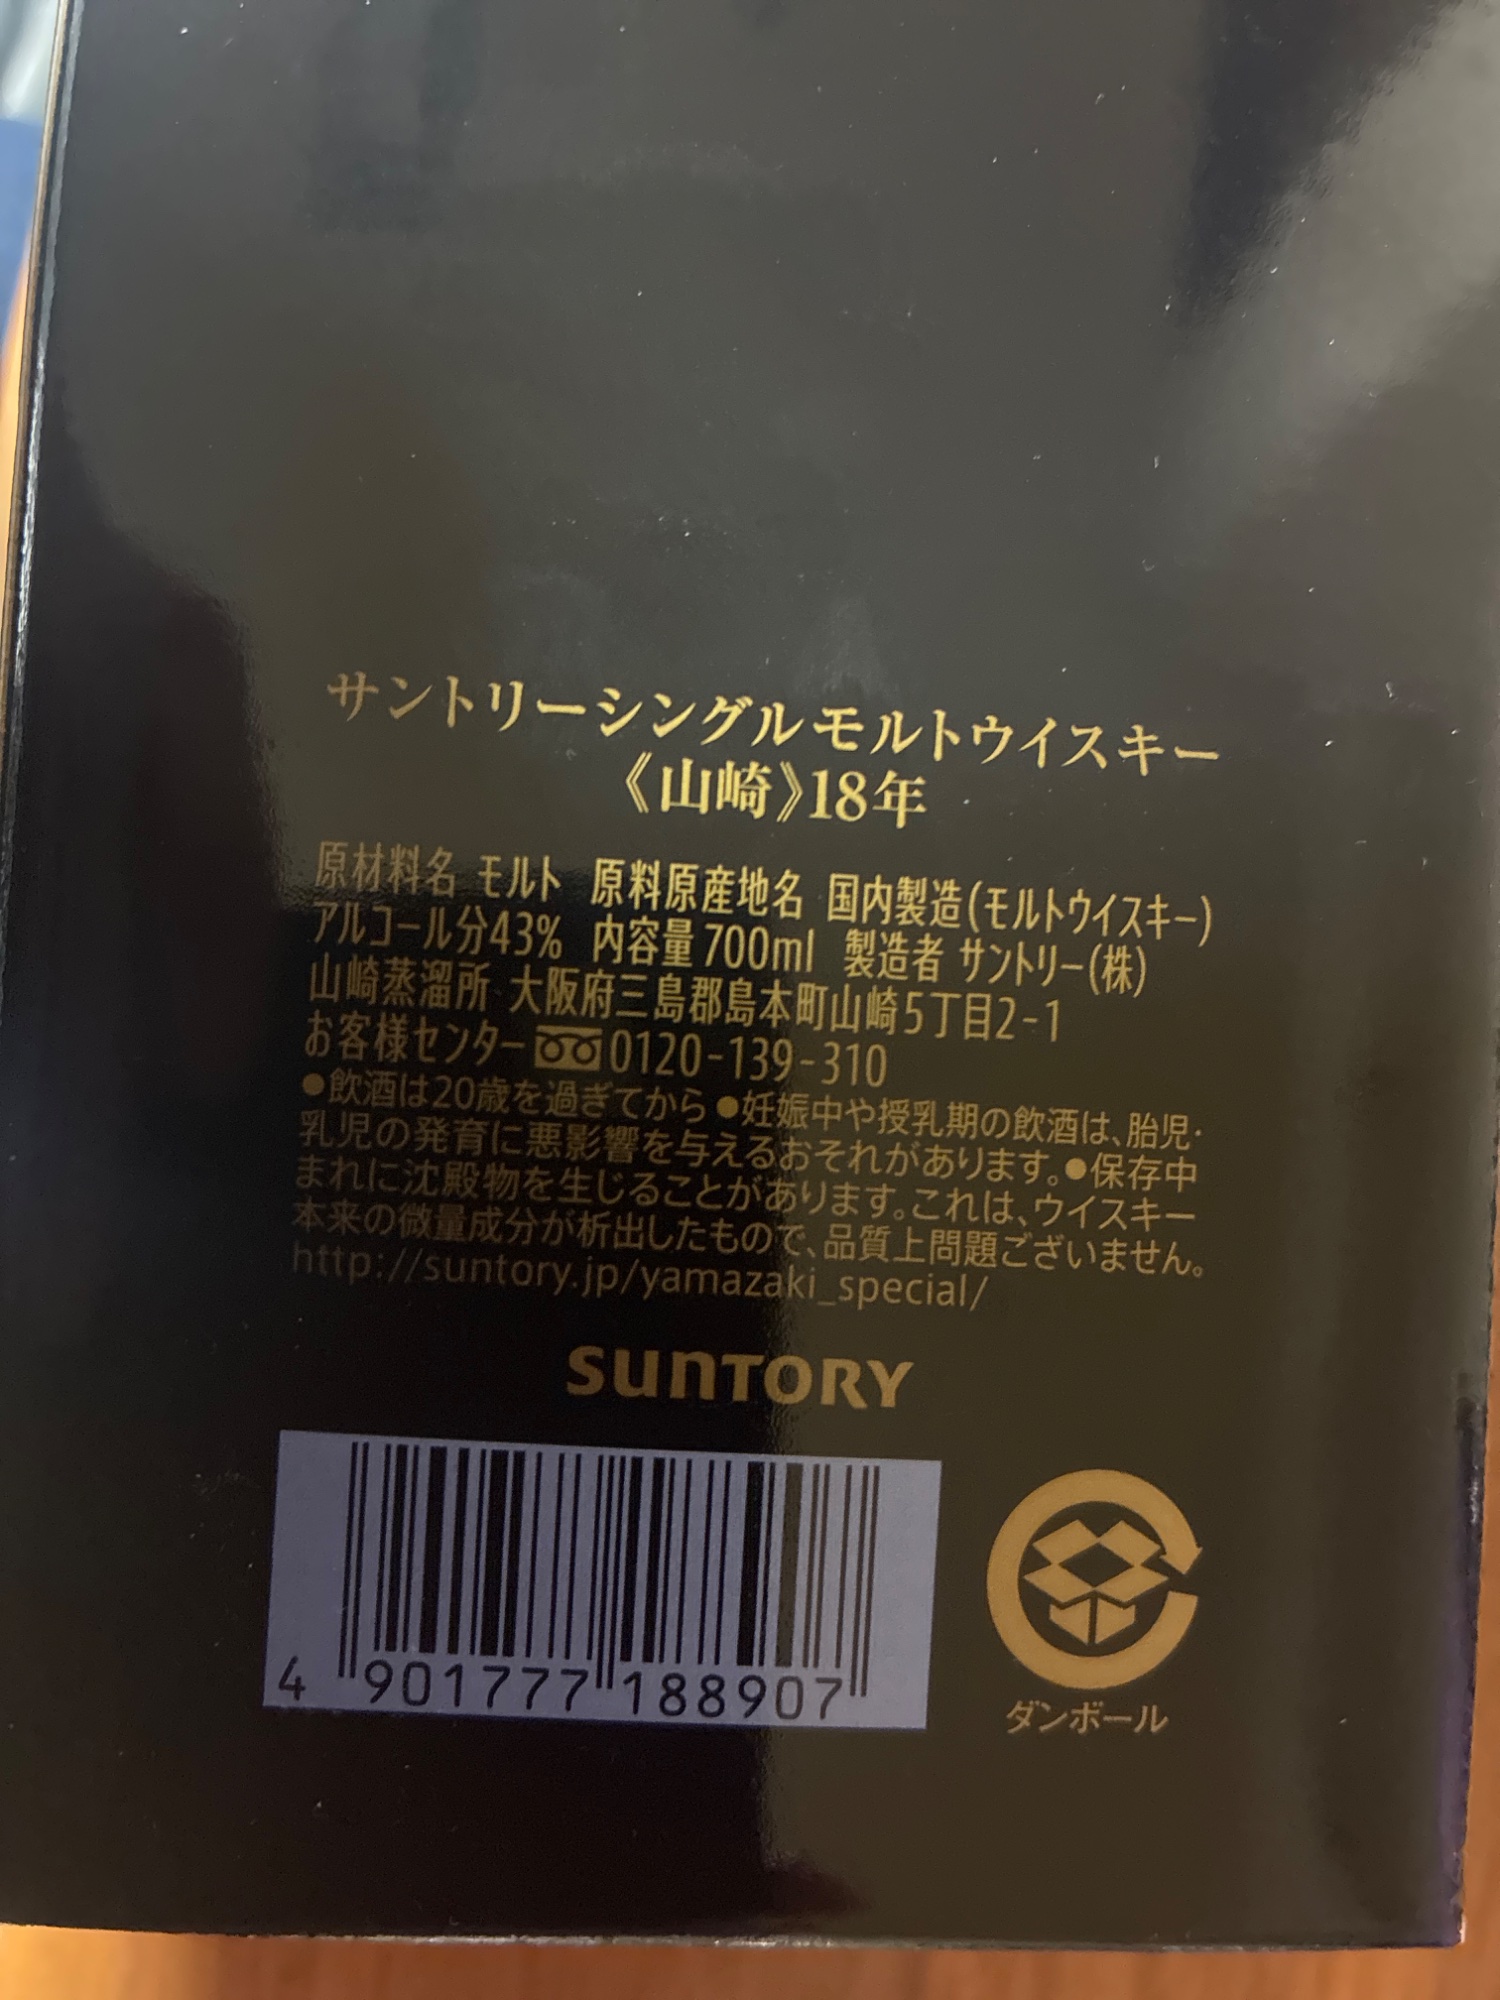 サントリーシングルモルトウイスキー
《山崎》18年
原材料名 モルト 原料原産地名 国内製造(モルトウイスキー)
アルコール分43% 内容量700ml 製造者 サントリー(株)
山崎蒸溜所 大阪府三島郡島本町山崎5丁目2-1
お客様センター 0120-139-310
●飲酒は20歳を過ぎてから ●妊娠中や授乳期の飲酒は、胎児・
乳児の発育に悪影響を与えるおそれがあります。●保存中
まれに沈殿物を生じることがあります。これは、ウイスキー
本来の微量成分が析出したもので、品質上問題ございません。
http://suntory.jp/yamazaki_special/
SUNTORY
4 901777 188907
ダンボール